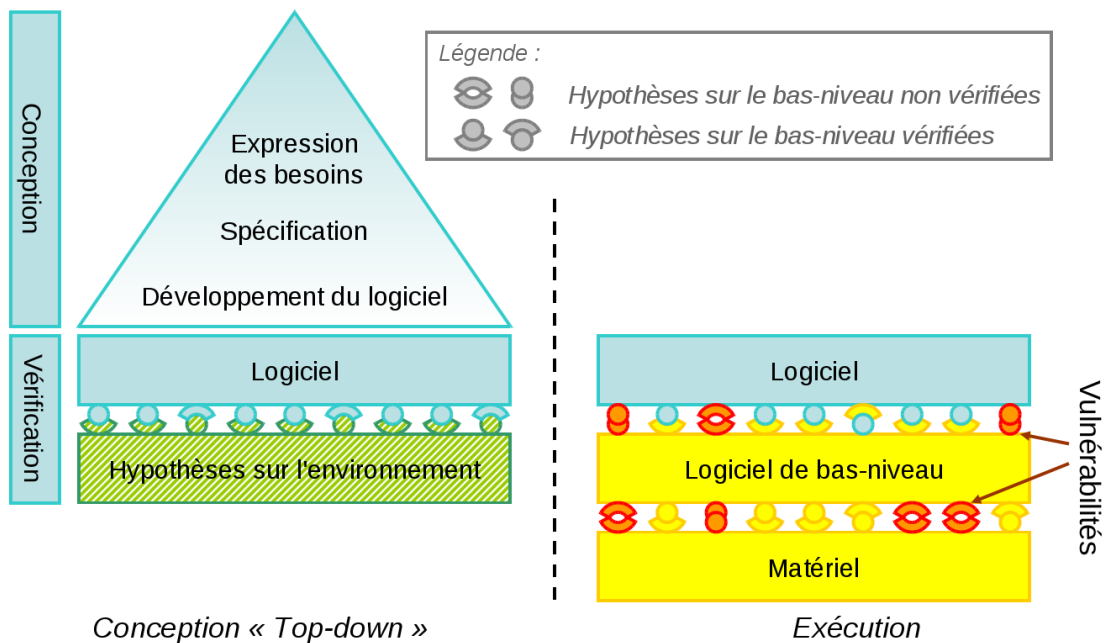 Conception
Expression
des besoins
Spécification
Développement du logiciel
Légende :
Hypothèses sur le bas-niveau non vérifiées
Hypothèses sur le bas-niveau vérifiées
Vérification
Logiciel
Hypothèses sur l'environnement
Logiciel
Logiciel de bas-niveau
Matériel
Vulnérabilités
Conception « Top-down »
Exécution